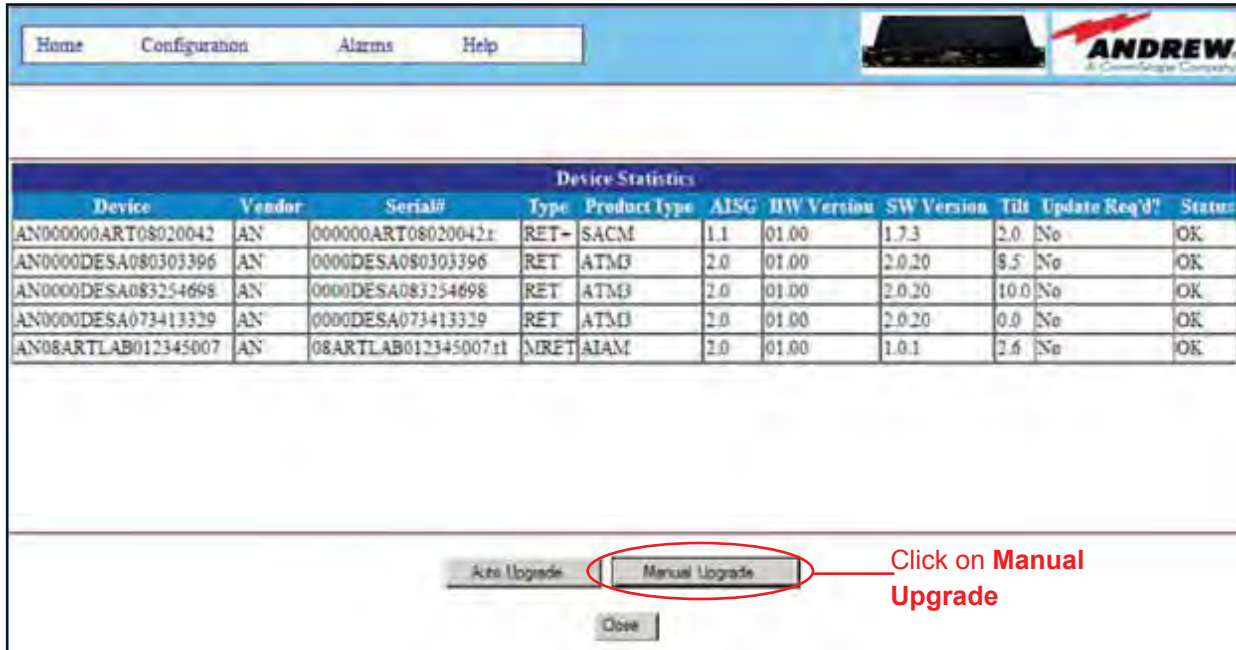 Home Configuration Alarms Help
ANDREW.
A CommScope Company
Device Statistics
Device Vendor Serial# Type Product Type AISG HW Version SW Version Tilt Update Req'd? Status
AN000000ART08020042 AN 000000ART08020042.r RET+ SACM 1.1 01.00 1.7.3 2.0 No OK
AN0000DESA080303396 AN 0000DESA080303396 RET ATM3 2.0 01.00 2.0.20 8.5 No OK
AN0000DESA083254698 AN 0000DESA083254698 RET ATM3 2.0 01.00 2.0.20 10.0 No OK
AN0000DESA073413329 AN 0000DESA073413329 RET ATM3 2.0 01.00 2.0.20 0.0 No OK
AN08ARTLAB012345007 AN 08ARTLAB012345007.r1 MRET AIAM 2.0 01.00 1.0.1 2.6 No OK
Auto Upgrade Manual Upgrade
Click on Manual
Upgrade
Close